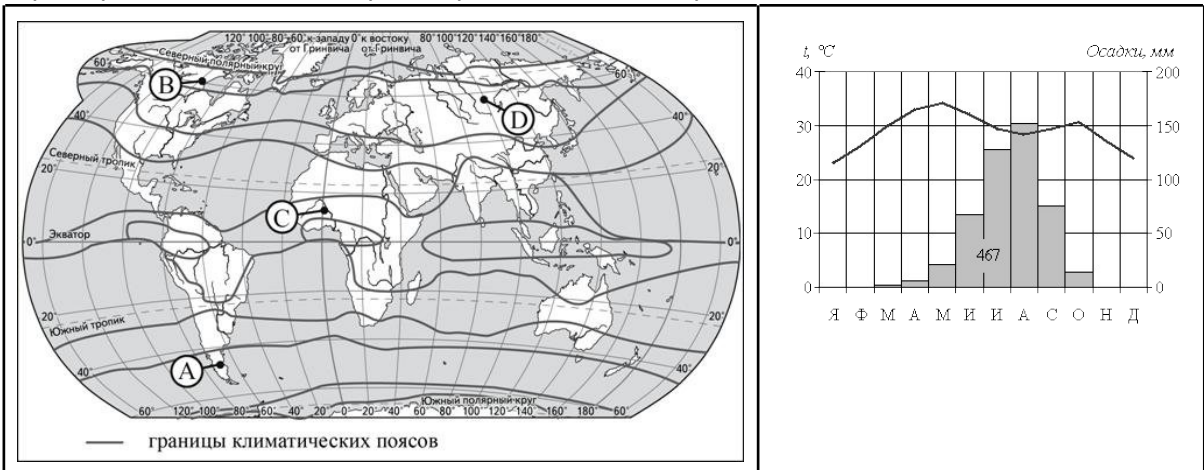 120° 100° 80° 60° к западу 0° к востоку 80°100°120°140°160°180°
от Гринвича от Гринвича
Северный полярный круг
60° 60°
B
D
40° 40°
Северный тропик
20° 20°
C
Экватор
0° 0°
20° 20°
Южный тропик
A
40° 40°
Южный полярный круг
60° 120° 100° 80° 60° 40° 20° 0° 20° 40° 60° 80° 100° 120° 140° 160° 180° 60°
границы климатических поясов
t, °C Осадки, мм
40 200
30 150
20 100
10 50
467
0 0
Я Ф М А М И И А С О Н Д